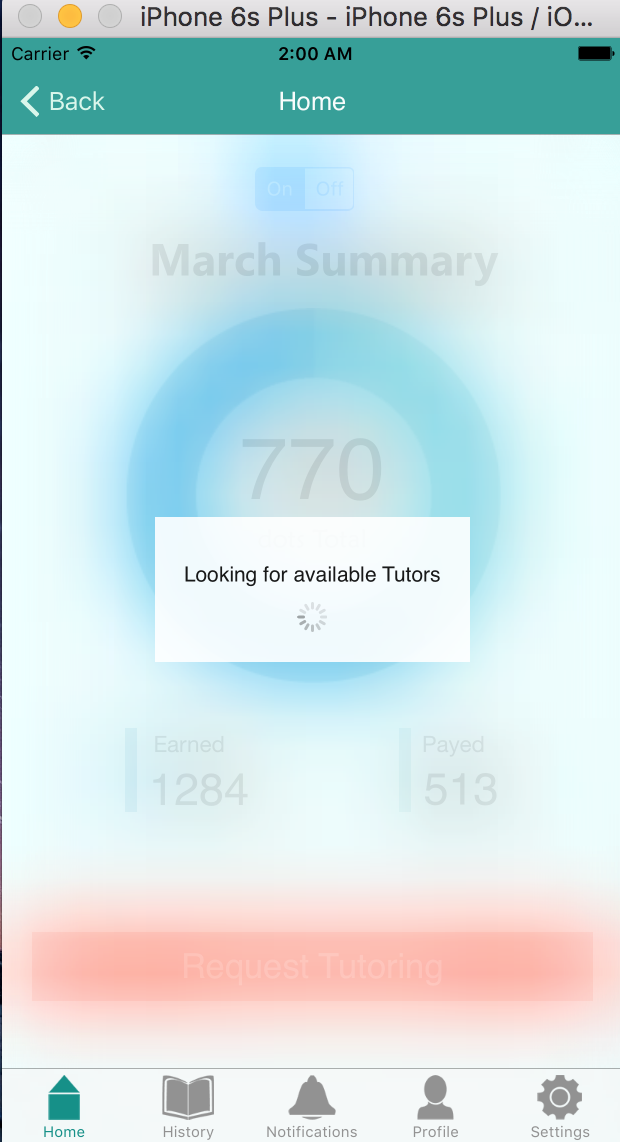 iPhone 6s Plus - iPhone 6s Plus / iO...
Carrier 2:00 AM
Back Home
On Off
March Summary
770
Looking for available Tutors
Earned Payed
1284 513
Request Tutoring
Home History Notifications Profile Settings